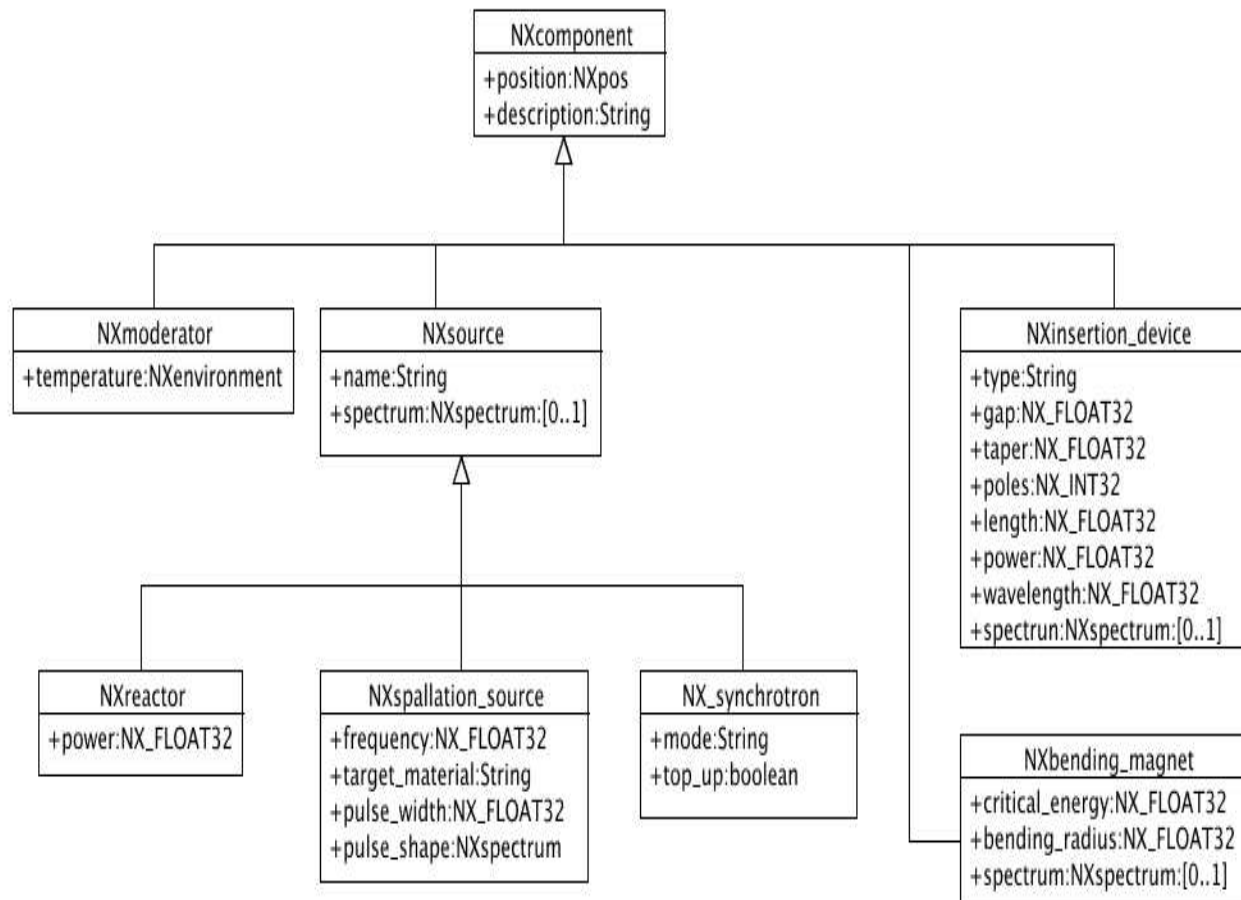 NXcomponent
+position:NXpos
+description:String
NXmoderator
+temperature:NXenvironment
NXsource
+name:String
+spectrum:NXspectrum:[0..1]
NXinsertion_device
+type:String
+gap:NX_FLOAT32
+taper:NX_FLOAT32
+poles:NX_INT32
+length:NX_FLOAT32
+power:NX_FLOAT32
+wavelength:NX_FLOAT32
+spectrun:NXspectrum:[0..1]
NXreactor
+power:NX_FLOAT32
NXspallation_source
+frequency:NX_FLOAT32
+target_material:String
+pulse_width:NX_FLOAT32
+pulse_shape:NXspectrum
NX_synchrotron
+mode:String
+top_up:boolean
NXbending_magnet
+critical_energy:NX_FLOAT32
+bending_radius:NX_FLOAT32
+spectrum:NXspectrum:[0..1]